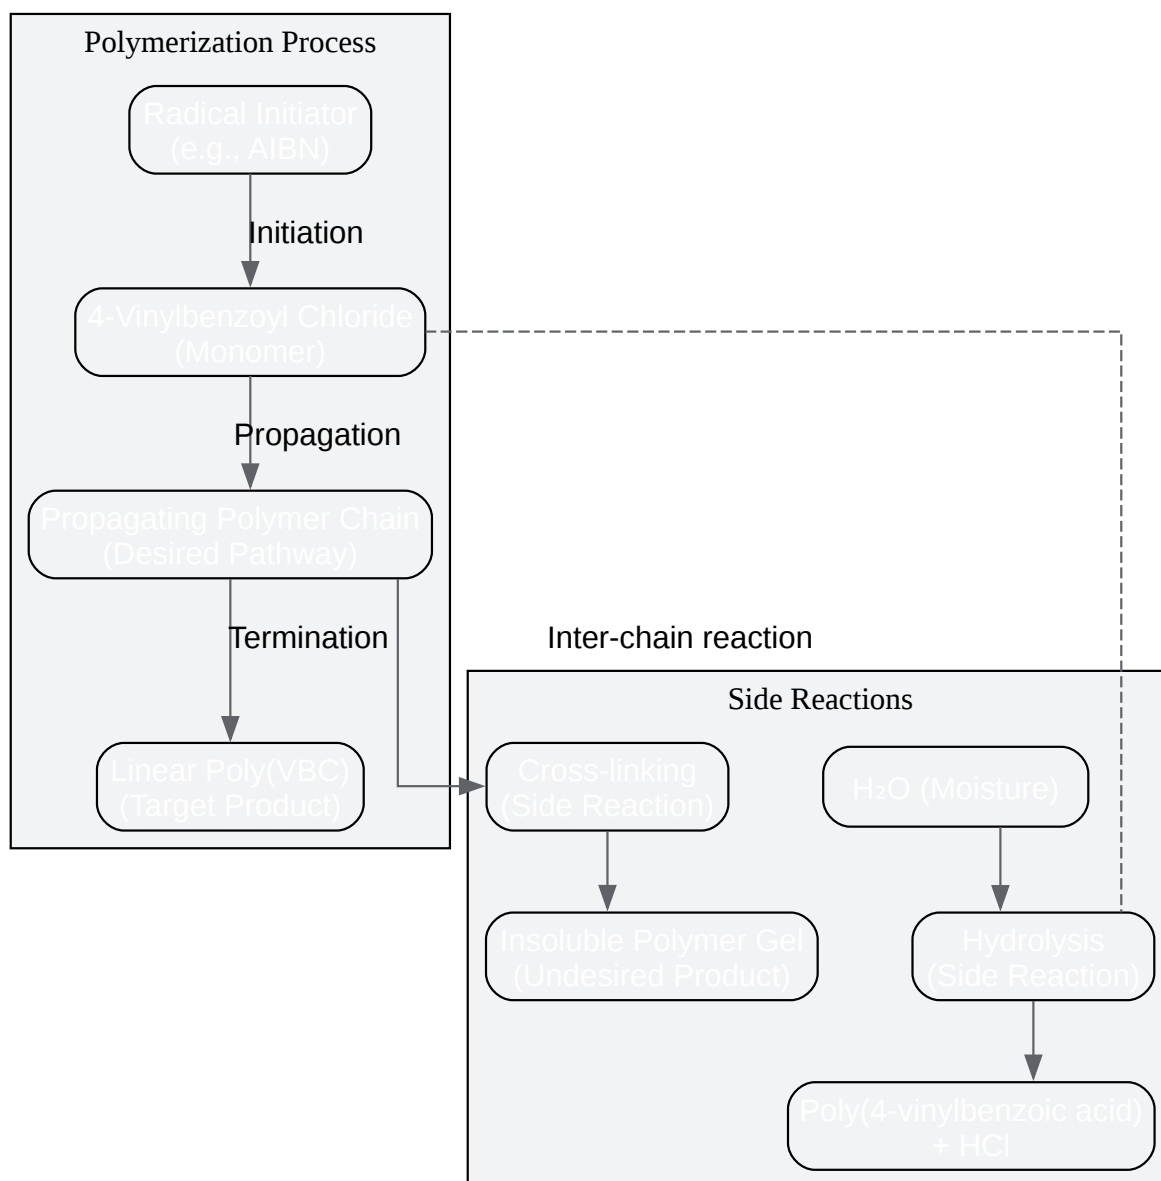 Polymerization Process
Radical Initiator
(e.g., AIBN)
Initiation
4-Vinylbenzoyl Chloride
(Monomer)
Propagation
Propagating Polymer Chain
(Desired Pathway)
Termination
Inter-chain reaction
Linear Poly(VBC)
(Target Product)
Side Reactions
Cross-linking
(Side Reaction)
H₂O (Moisture)
Insoluble Polymer Gel
(Undesired Product)
Hydrolysis
(Side Reaction)
Poly(4-vinylbenzoic acid)
+ HCl